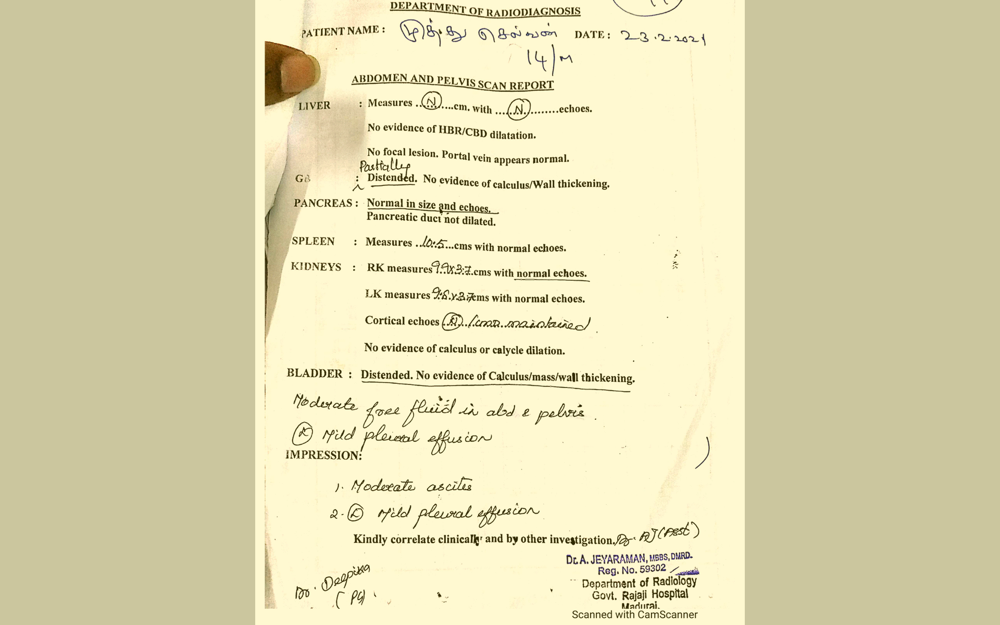 DEPARTMENT OF RADIODIAGNOSIS
PATIENT NAME : முத்து செல்வன் DATE : 23.2.2021
14/M
ABDOMEN AND PELVIS SCAN REPORT
LIVER : Measures ..N....cm. with ....N........echoes.
No evidence of HBR/CBD dilatation.
No focal lesion. Portal vein appears normal.
Partially
GB : Distended. No evidence of calculus/Wall thickening.
PANCREAS : Normal in size and echoes.
Pancreatic duct not dilated.
SPLEEN : Measures ..10.5...cms with normal echoes.
KIDNEYS : RK measures 9.9x3.7.cms with normal echoes.
LK measures 9.8x3.7cms with normal echoes.
Cortical echoes (N) / CMD maintained
No evidence of calculus or calycle dilation.
BLADDER : Distended. No evidence of Calculus/mass/wall thickening.
Moderate free fluid in abd & pelvis.
Mild pleural effusion
IMPRESSION:
1. Moderate ascites
2. Mild pleural effusion
Kindly correlate clinically and by other investigation. Dr. AJ (Asst)
Dr. A. JEYARAMAN, MBBS, DMRD.
Reg. No. 59302
Dr. Deepika
(PG)
Department of Radiology
Govt. Rajaji Hospital
Madurai.
Scanned with CamScanner